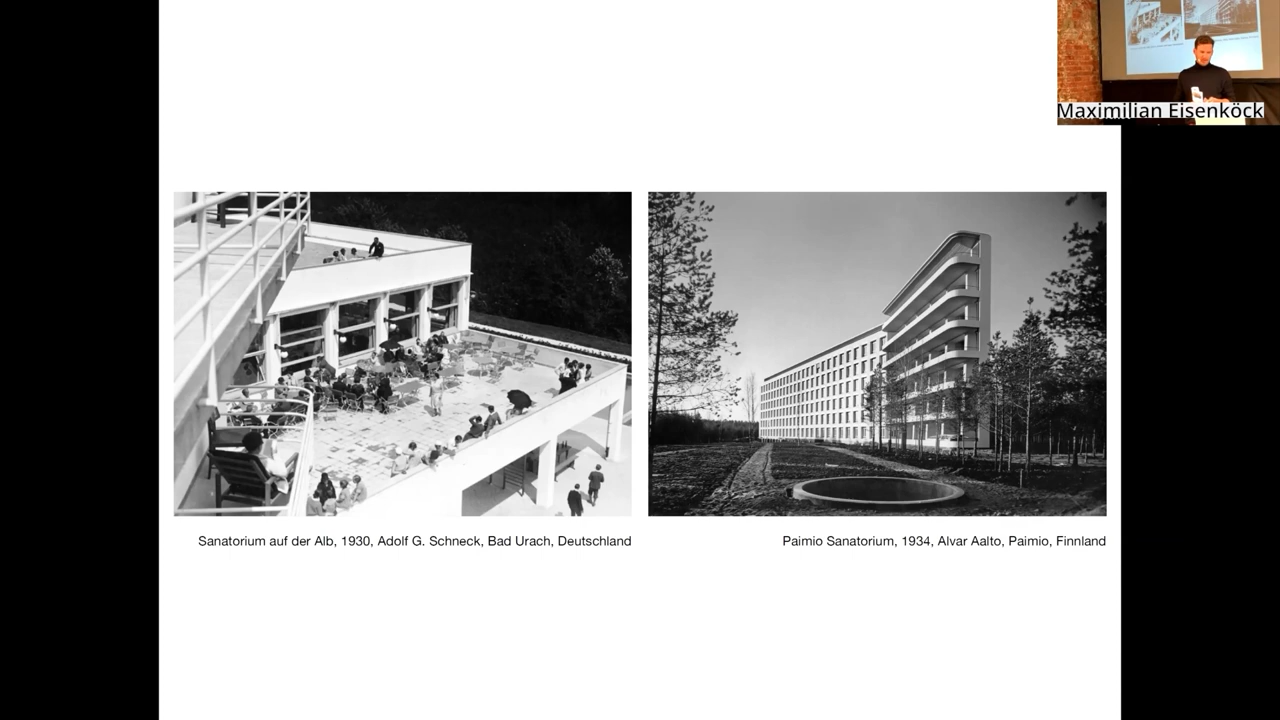 Maximilian Eisenköck
Sanatorium auf der Alb, 1930, Adolf G. Schneck, Bad Urach, Deutschland
Paimio Sanatorium, 1934, Alvar Aalto, Paimio, Finnland